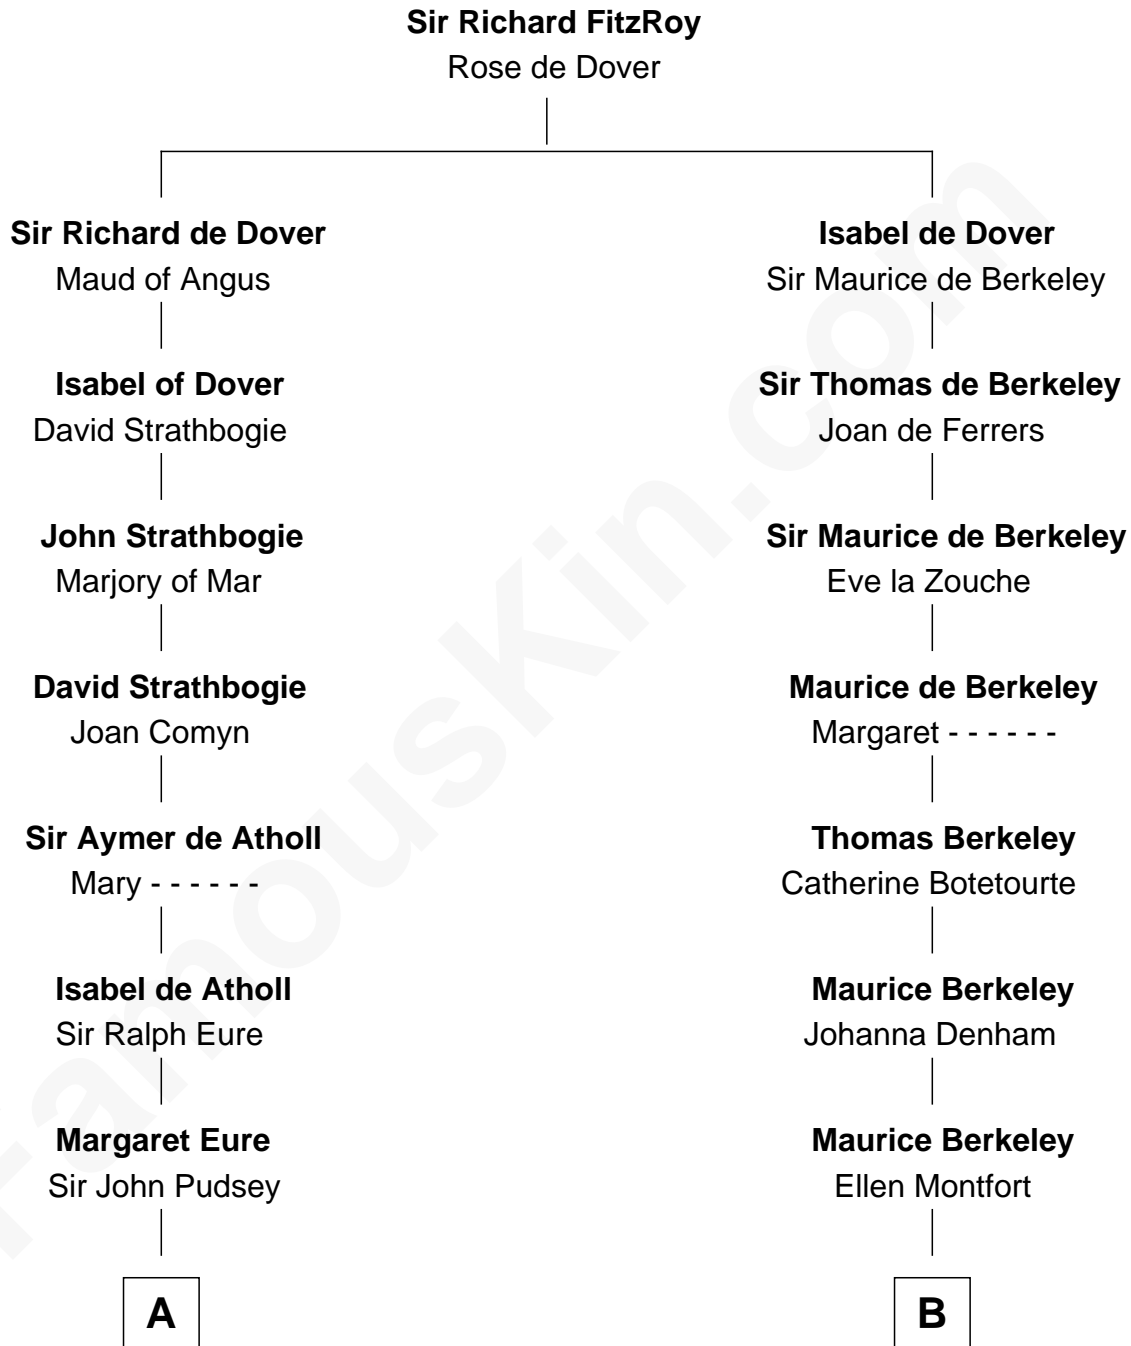 Sir Richard FitzRoy
Rose de Dover
Sir Richard de Dover
Maud of Angus
Isabel of Dover
David Strathbogie
John Strathbogie
Marjory of Mar
David Strathbogie
Joan Comyn
Sir Aymer de Atholl
Mary - - - - - -
Isabel de Atholl
Sir Ralph Eure
Margaret Eure
Sir John Pudsey
A
Isabel de Dover
Sir Maurice de Berkeley
Sir Thomas de Berkeley
Joan de Ferrers
Sir Maurice de Berkeley
Eve la Zouche
Maurice de Berkeley
Margaret - - - - - -
Thomas Berkeley
Catherine Botetourte
Maurice Berkeley
Johanna Denham
Maurice Berkeley
Ellen Montfort
B
FamousKin.com